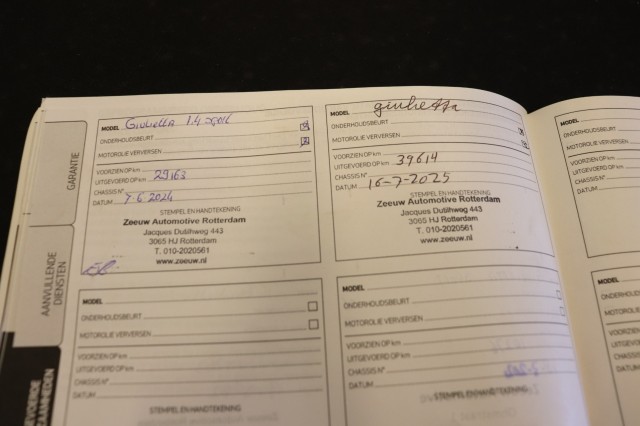 GARANTIE
AANVULLENDE
DIENSTEN
MODEL Giulietta 1.4
ONDERHOUDSBEURT
MOTOROLIE VERVERSEN
VOORZIEN OP km
UITGEVOERD OP km 29163
CHASSIS N°
DATUM 7-6 2024
STEMPEL EN HANDTEKENING
Zeeuw Automotive Rotterdam
Jacques Dutilhweg 443
3065 HJ Rotterdam
T. 010-2020561
www.zeeuw.nl
MODEL giulietta
ONDERHOUDSBEURT
MOTOROLIE VERVERSEN
VOORZIEN OP km
UITGEVOERD OP km 39614
CHASSIS N°
DATUM 16-7-2025
STEMPEL EN HANDTEKENING
Zeeuw Automotive Rotterdam
Jacques Dutilhweg 443
3065 HJ Rotterdam
T. 010-2020561
www.zeeuw.nl
MODEL
ONDERHOUDSBEURT
MOTOROLIE VERVERSEN
VOORZIEN OP km
UITGEVOERD OP km
CHASSIS N°
DATUM
STEMPEL EN HANDTEKENING
MODEL
ONDERHOUDSBEURT
MOTOROLIE VERVERSEN
VOORZIEN OP km
UITGEVOERD OP km
CHASSIS N°
DATUM
STEMPEL EN HANDTEKENING
MODEL
MODEL